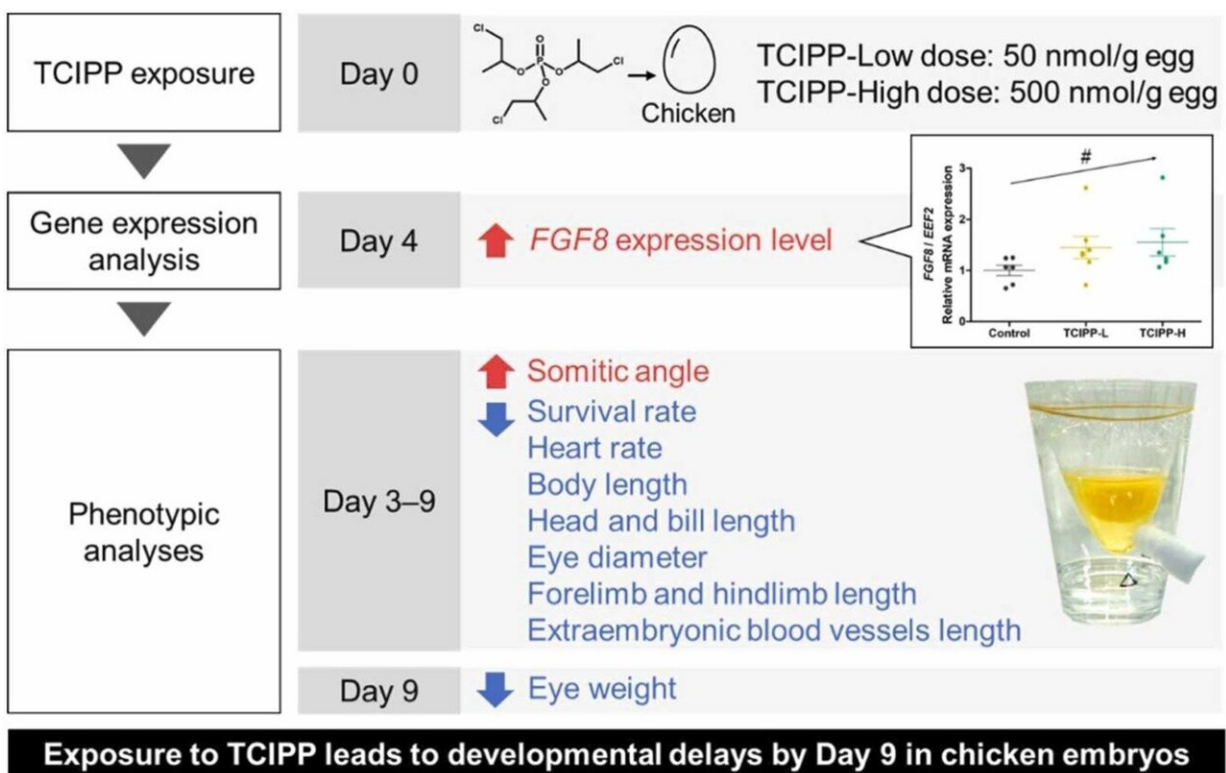 TCIPP exposure
Day 0
Cl
O
P
O
O
O
Cl
Cl
Chicken
TCIPP-Low dose: 50 nmol/g egg
TCIPP-High dose: 500 nmol/g egg
Gene expression
analysis
Day 4
FGF8 expression level
#
FGF8 / EEF2
Relative mRNA expression
3
2
1
0
Control
TCIPP-L
TCIPP-H
Phenotypic
analyses
Day 3–9
Somitic angle
Survival rate
Heart rate
Body length
Head and bill length
Eye diameter
Forelimb and hindlimb length
Extraembryonic blood vessels length
Day 9
Eye weight
Exposure to TCIPP leads to developmental delays by Day 9 in chicken embryos